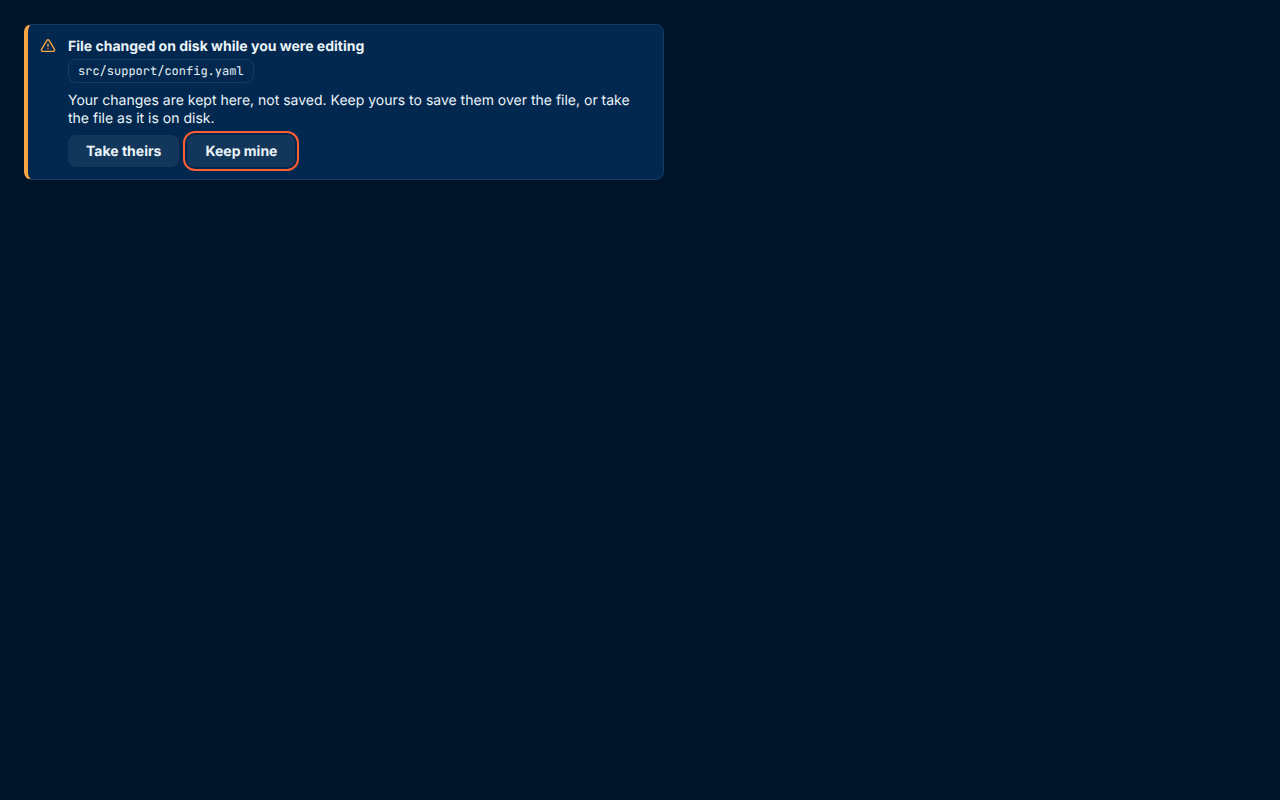 File changed on disk while you were editing
src/support/config.yaml
Your changes are kept here, not saved. Keep yours to save them over the file, or take
the file as it is on disk.
Take theirs Keep mine